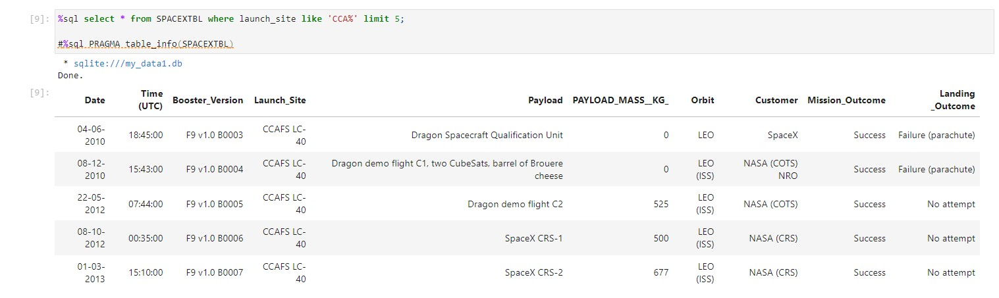 [9]: %sql select * from SPACEXTBL where launch_site like 'CCA%' limit 5;
#%sql PRAGMA table_info(SPACEXTBL)
* sqlite:///my_data1.db
Done.
[9]:
Date Time (UTC) Booster_Version Launch_Site Payload PAYLOAD_MASS__KG_ Orbit Customer Mission_Outcome Landing _Outcome
04-06-2010 18:45:00 F9 v1.0 B0003 CCAFS LC-40 Dragon Spacecraft Qualification Unit 0 LEO SpaceX Success Failure (parachute)
08-12-2010 15:43:00 F9 v1.0 B0004 CCAFS LC-40 Dragon demo flight C1, two CubeSats, barrel of Brouere cheese 0 LEO (ISS) NASA (COTS) NRO Success Failure (parachute)
22-05-2012 07:44:00 F9 v1.0 B0005 CCAFS LC-40 Dragon demo flight C2 525 LEO (ISS) NASA (COTS) Success No attempt
08-10-2012 00:35:00 F9 v1.0 B0006 CCAFS LC-40 SpaceX CRS-1 500 LEO (ISS) NASA (CRS) Success No attempt
01-03-2013 15:10:00 F9 v1.0 B0007 CCAFS LC-40 SpaceX CRS-2 677 LEO (ISS) NASA (CRS) Success No attempt